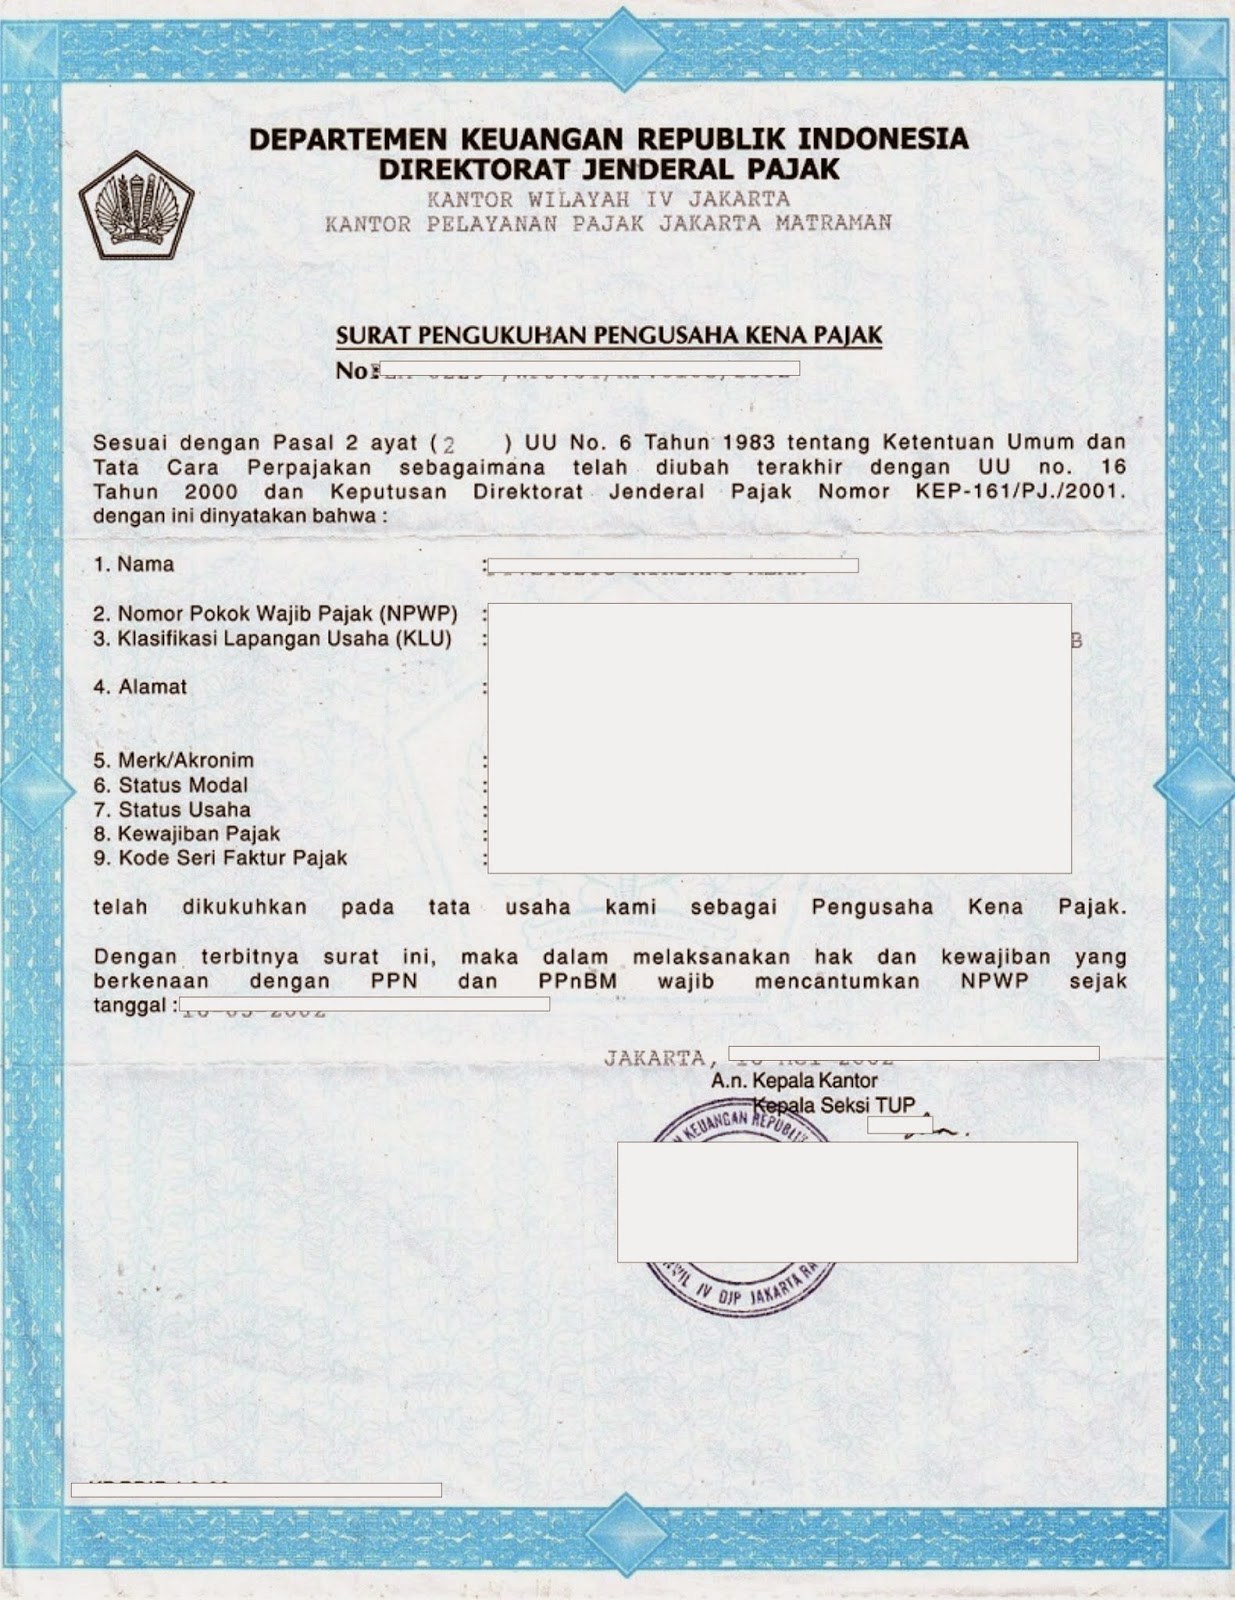 DEPARTEMEN KEUANGAN REPUBLIK INDONESIA
DIREKTORAT JENDERAL PAJAK
KANTOR WILAYAH IV JAKARTA
KANTOR PELAYANAN PAJAK JAKARTA MATRAMAN
SURAT PENGUKUHAN PENGUSAHA KENA PAJAK
No :
Sesuai dengan Pasal 2 ayat ( 2 ) UU No. 6 Tahun 1983 tentang Ketentuan Umum dan
Tata Cara Perpajakan sebagaimana telah diubah terakhir dengan UU no. 16
Tahun 2000 dan Keputusan Direktorat Jenderal Pajak Nomor KEP-161/PJ./2001.
dengan ini dinyatakan bahwa :
1. Nama :
2. Nomor Pokok Wajib Pajak (NPWP) :
3. Klasifikasi Lapangan Usaha (KLU) : B
4. Alamat :
5. Merk/Akronim :
6. Status Modal :
7. Status Usaha :
8. Kewajiban Pajak :
9. Kode Seri Faktur Pajak :
telah dikukuhkan pada tata usaha kami sebagai Pengusaha Kena Pajak.
Dengan terbitnya surat ini, maka dalam melaksanakan hak dan kewajiban yang
berkenaan dengan PPN dan PPnBM wajib mencantumkan NPWP sejak
tanggal :
JAKARTA,
A.n. Kepala Kantor
Kepala Seksi TUP
KEUANGAN REPUBLIK
IV DJP JAKARTA